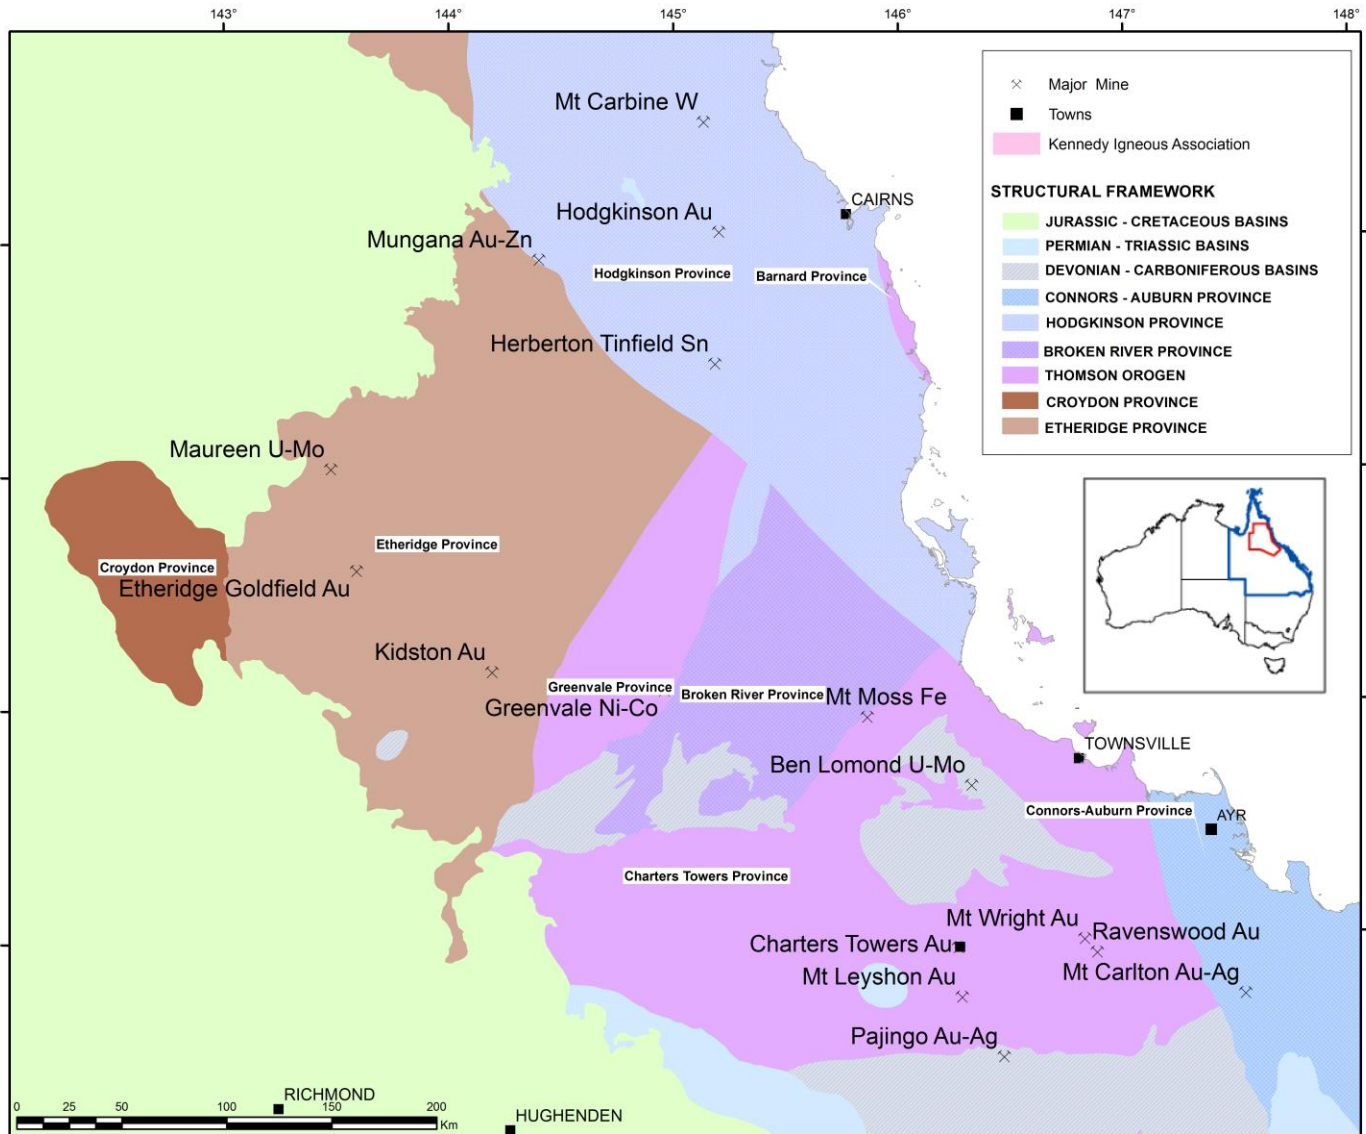 143° 144° 145° 146° 147° 148°
Major Mine
Towns
Kennedy Igneous Association
STRUCTURAL FRAMEWORK
JURASSIC - CRETACEOUS BASINS
PERMIAN - TRIASSIC BASINS
DEVONIAN - CARBONIFEROUS BASINS
CONNORS - AUBURN PROVINCE
HODGKINSON PROVINCE
BROKEN RIVER PROVINCE
THOMSON OROGEN
CROYDON PROVINCE
ETHERIDGE PROVINCE
Mt Carbine W
CAIRNS
Hodgkinson Au
Mungana Au-Zn
Hodgkinson Province
Barnard Province
Herberton Tinfield Sn
Maureen U-Mo
Etheridge Province
Croydon Province
Etheridge Goldfield Au
Kidston Au
Greenvale Province
Broken River Province
Greenvale Ni-Co
Mt Moss Fe
TOWNSVILLE
Ben Lomond U-Mo
Connors-Auburn Province
AYR
Charters Towers Province
Mt Wright Au
Ravenswood Au
Charters Towers Au
Mt Leyshon Au
Mt Carlton Au-Ag
Pajingo Au-Ag
RICHMOND
HUGHENDEN
0 25 50 100 150 200
Km